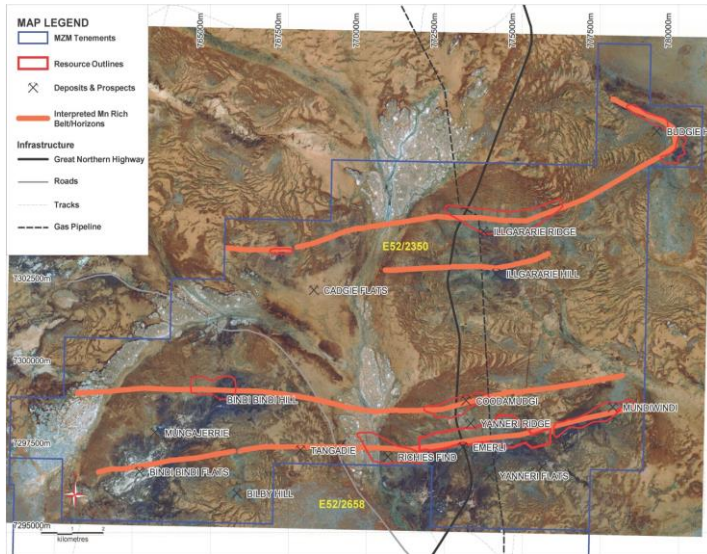 MAP LEGEND
MZM Tenements
Resource Outlines
Deposits & Prospects
Interpreted Mn Rich
Belt/Horizons
Infrastructure
Great Northern Highway
Roads
Tracks
Gas Pipeline
765000m
767500m
770000m
772500m
775000m
777500m
780000m
BUDGIE H
ILLGARARIE RIDGE
E52/2350
ILLGARARIE HILL
7302500m
CADGIE FLATS
7300000m
BINDI BINDI HILL
COODAMUDGI
MUNDIWINDI
YANNERI RIDGE
MUNGAJERRIE
7297500m
TANGADIE
EMERLI
RICHIES FIND
BINDI BINDI FLATS
YANNERI FLATS
BILBY HILL
E52/2658
7295000m
kilometres